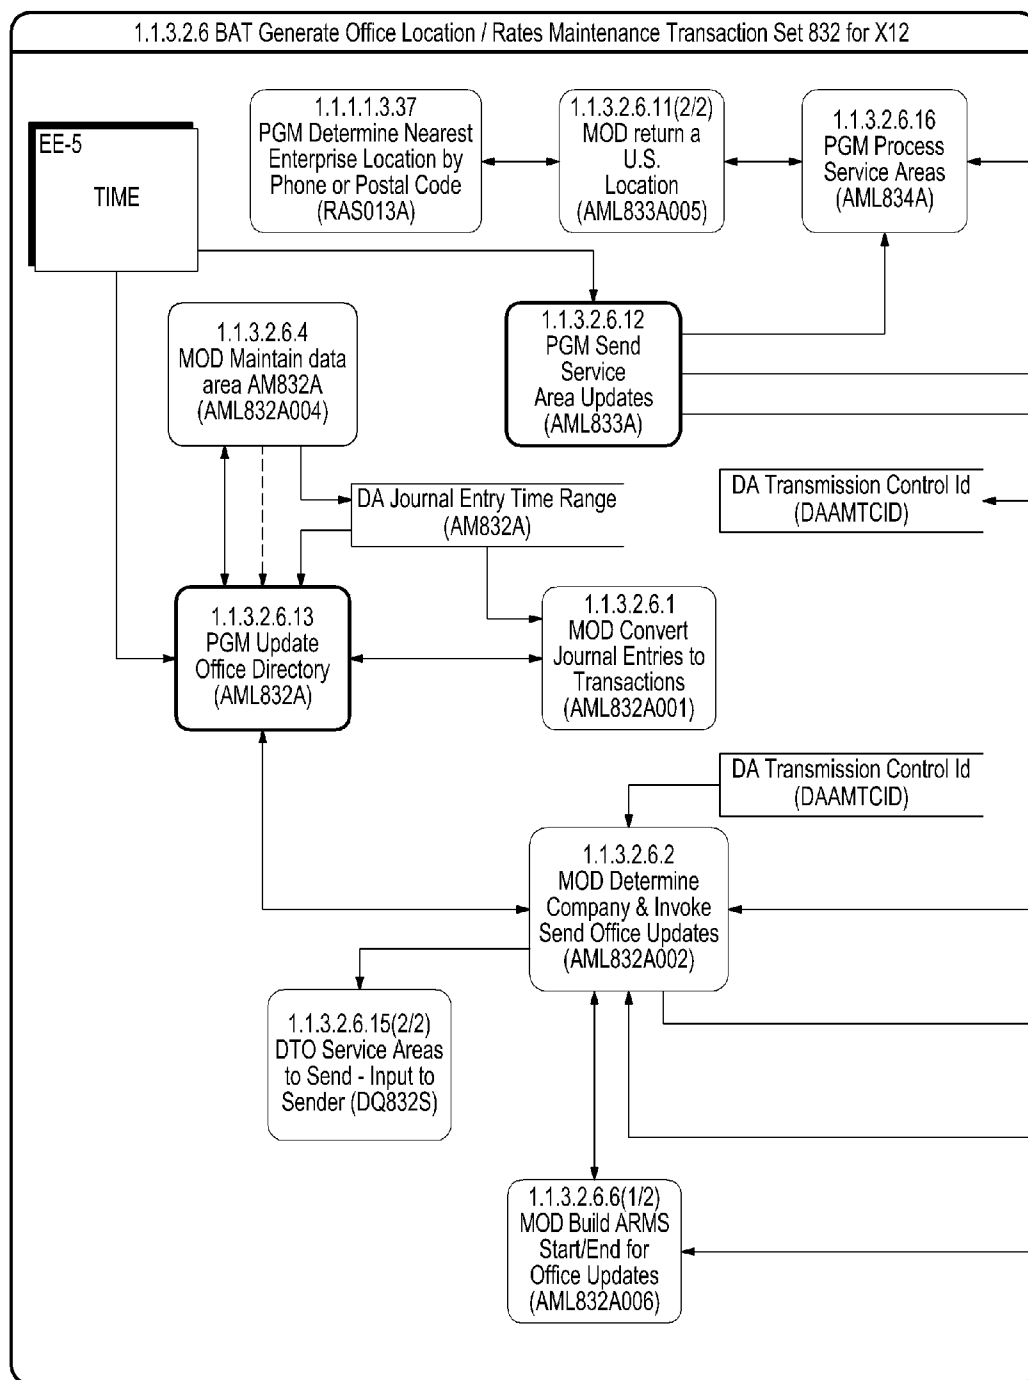 1.1.3.2.6 BAT Generate Office Location / Rates Maintenance Transaction Set 832 for X12
EE-5
TIME
1.1.1.1.3.37
PGM Determine Nearest
Enterprise Location by
Phone or Postal Code
(RAS013A)
1.1.3.2.6.11(2/2)
MOD return a
U.S.
Location
(AML833A005)
1.1.3.2.6.16
PGM Process
Service Areas
(AML834A)
1.1.3.2.6.4
MOD Maintain data
area AM832A
(AML832A004)
1.1.3.2.6.12
PGM Send
Service
Area Updates
(AML833A)
DA Journal Entry Time Range
(AM832A)
DA Transmission Control Id
(DAAMTCID)
1.1.3.2.6.13
PGM Update
Office Directory
(AML832A)
1.1.3.2.6.1
MOD Convert
Journal Entries to
Transactions
(AML832A001)
DA Transmission Control Id
(DAAMTCID)
1.1.3.2.6.2
MOD Determine
Company & Invoke
Send Office Updates
(AML832A002)
1.1.3.2.6.15(2/2)
DTO Service Areas
to Send - Input to
Sender (DQ832S)
1.1.3.2.6.6(1/2)
MOD Build ARMS
Start/End for
Office Updates
(AML832A006)